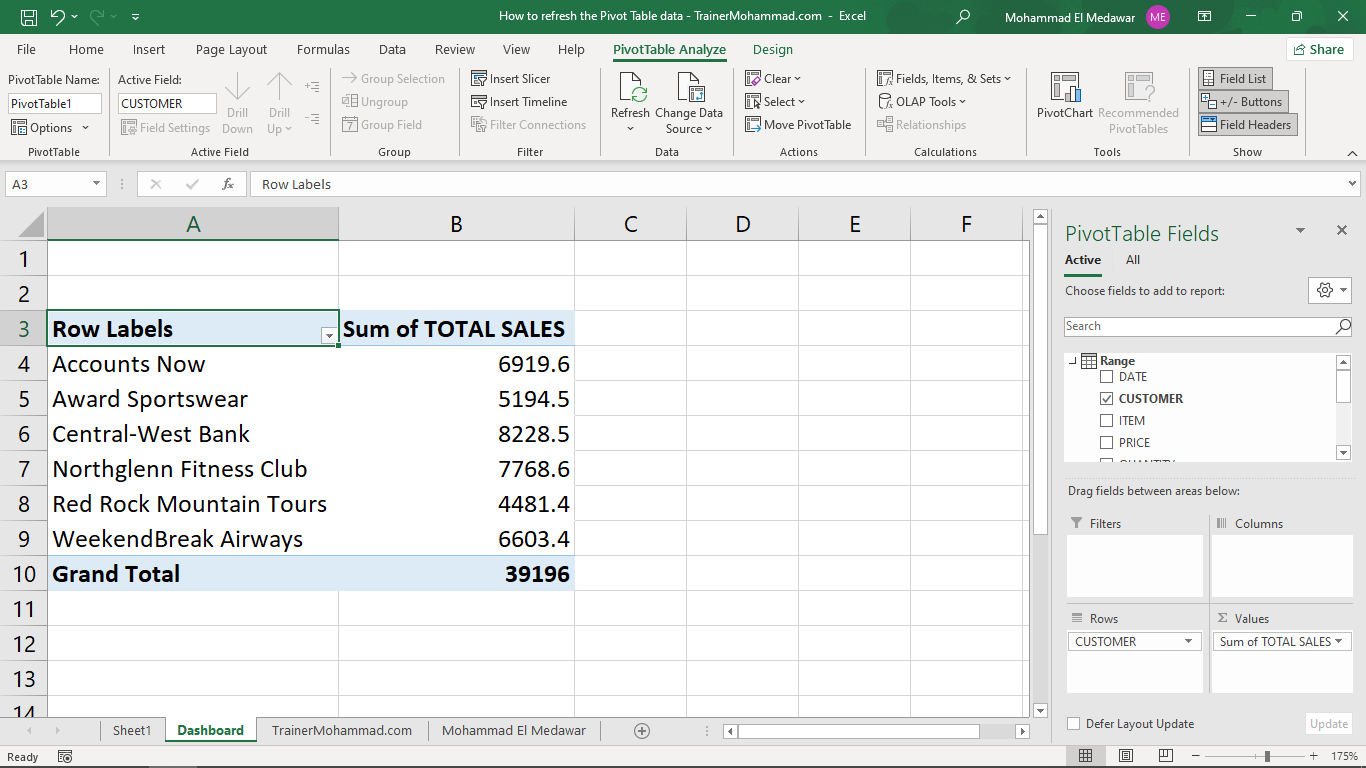 How to refresh the Pivot Table data - TrainerMohammad.com - Excel
Mohammad El Medawar ME
File Home Insert Page Layout Formulas Data Review View Help PivotTable Analyze Design Share
PivotTable Name:
PivotTable1
Options
PivotTable
Active Field:
CUSTOMER
Field Settings
Drill Down
Drill Up
Active Field
Group Selection
Ungroup
Group Field
Group
Insert Slicer
Insert Timeline
Filter Connections
Filter
Refresh
Change Data Source
Data
Clear
Select
Move PivotTable
Actions
Fields, Items, & Sets
OLAP Tools
Relationships
Calculations
PivotChart
Recommended PivotTables
Tools
Field List
+/- Buttons
Field Headers
Show
A3 fx Row Labels
A B C D E F
1
2
3 Row Labels Sum of TOTAL SALES
4 Accounts Now 6919.6
5 Award Sportswear 5194.5
6 Central-West Bank 8228.5
7 Northglenn Fitness Club 7768.6
8 Red Rock Mountain Tours 4481.4
9 WeekendBreak Airways 6603.4
10 Grand Total 39196
11
12
13
14
PivotTable Fields
Active All
Choose fields to add to report:
Search
Range
DATE
CUSTOMER
ITEM
PRICE
QUANTITY
Drag fields between areas below:
Filters
Columns
Rows
Σ Values
CUSTOMER
Sum of TOTAL SALES
Defer Layout Update
Update
Sheet1 Dashboard TrainerMohammad.com Mohammad El Medawar
Ready
175%